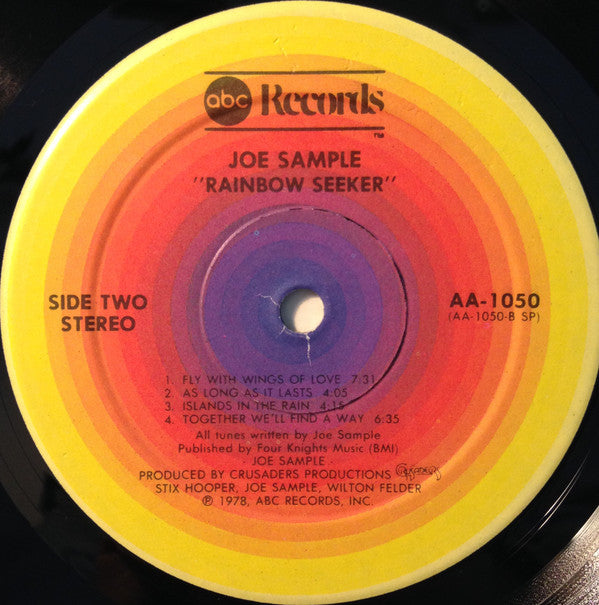 abc Records
TM
JOE SAMPLE
"RAINBOW SEEKER"
SIDE TWO
STEREO
AA-1050
(AA-1050-B SP)
1. FLY WITH WINGS OF LOVE 7:31
2. AS LONG AS IT LASTS 4:05
3. ISLANDS IN THE RAIN 4:15
4. TOGETHER WE'LL FIND A WAY 6:35
All tunes written by Joe Sample
Published by Four Knights Music (BMI)
· JOE SAMPLE ·
PRODUCED BY CRUSADERS PRODUCTIONS
STIX HOOPER, JOE SAMPLE, WILTON FELDER
℗ 1978, ABC RECORDS, INC.